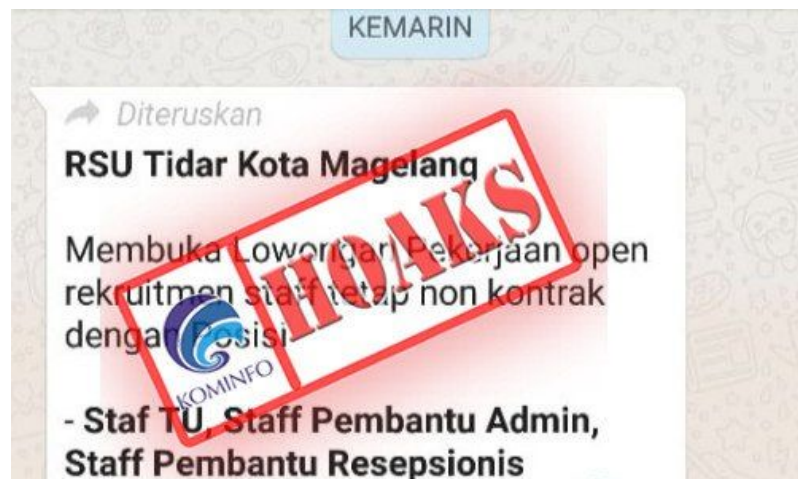 KEMARIN
Diteruskan
RSU Tidar Kota Magelang
Membuka Lowongan Pekerjaan open
rekruitmen staff tetap non kontrak
dengan Posisi
HOAKS
KOMINFO
- Staf TU, Staff Pembantu Admin,
Staff Pembantu Resepsionis